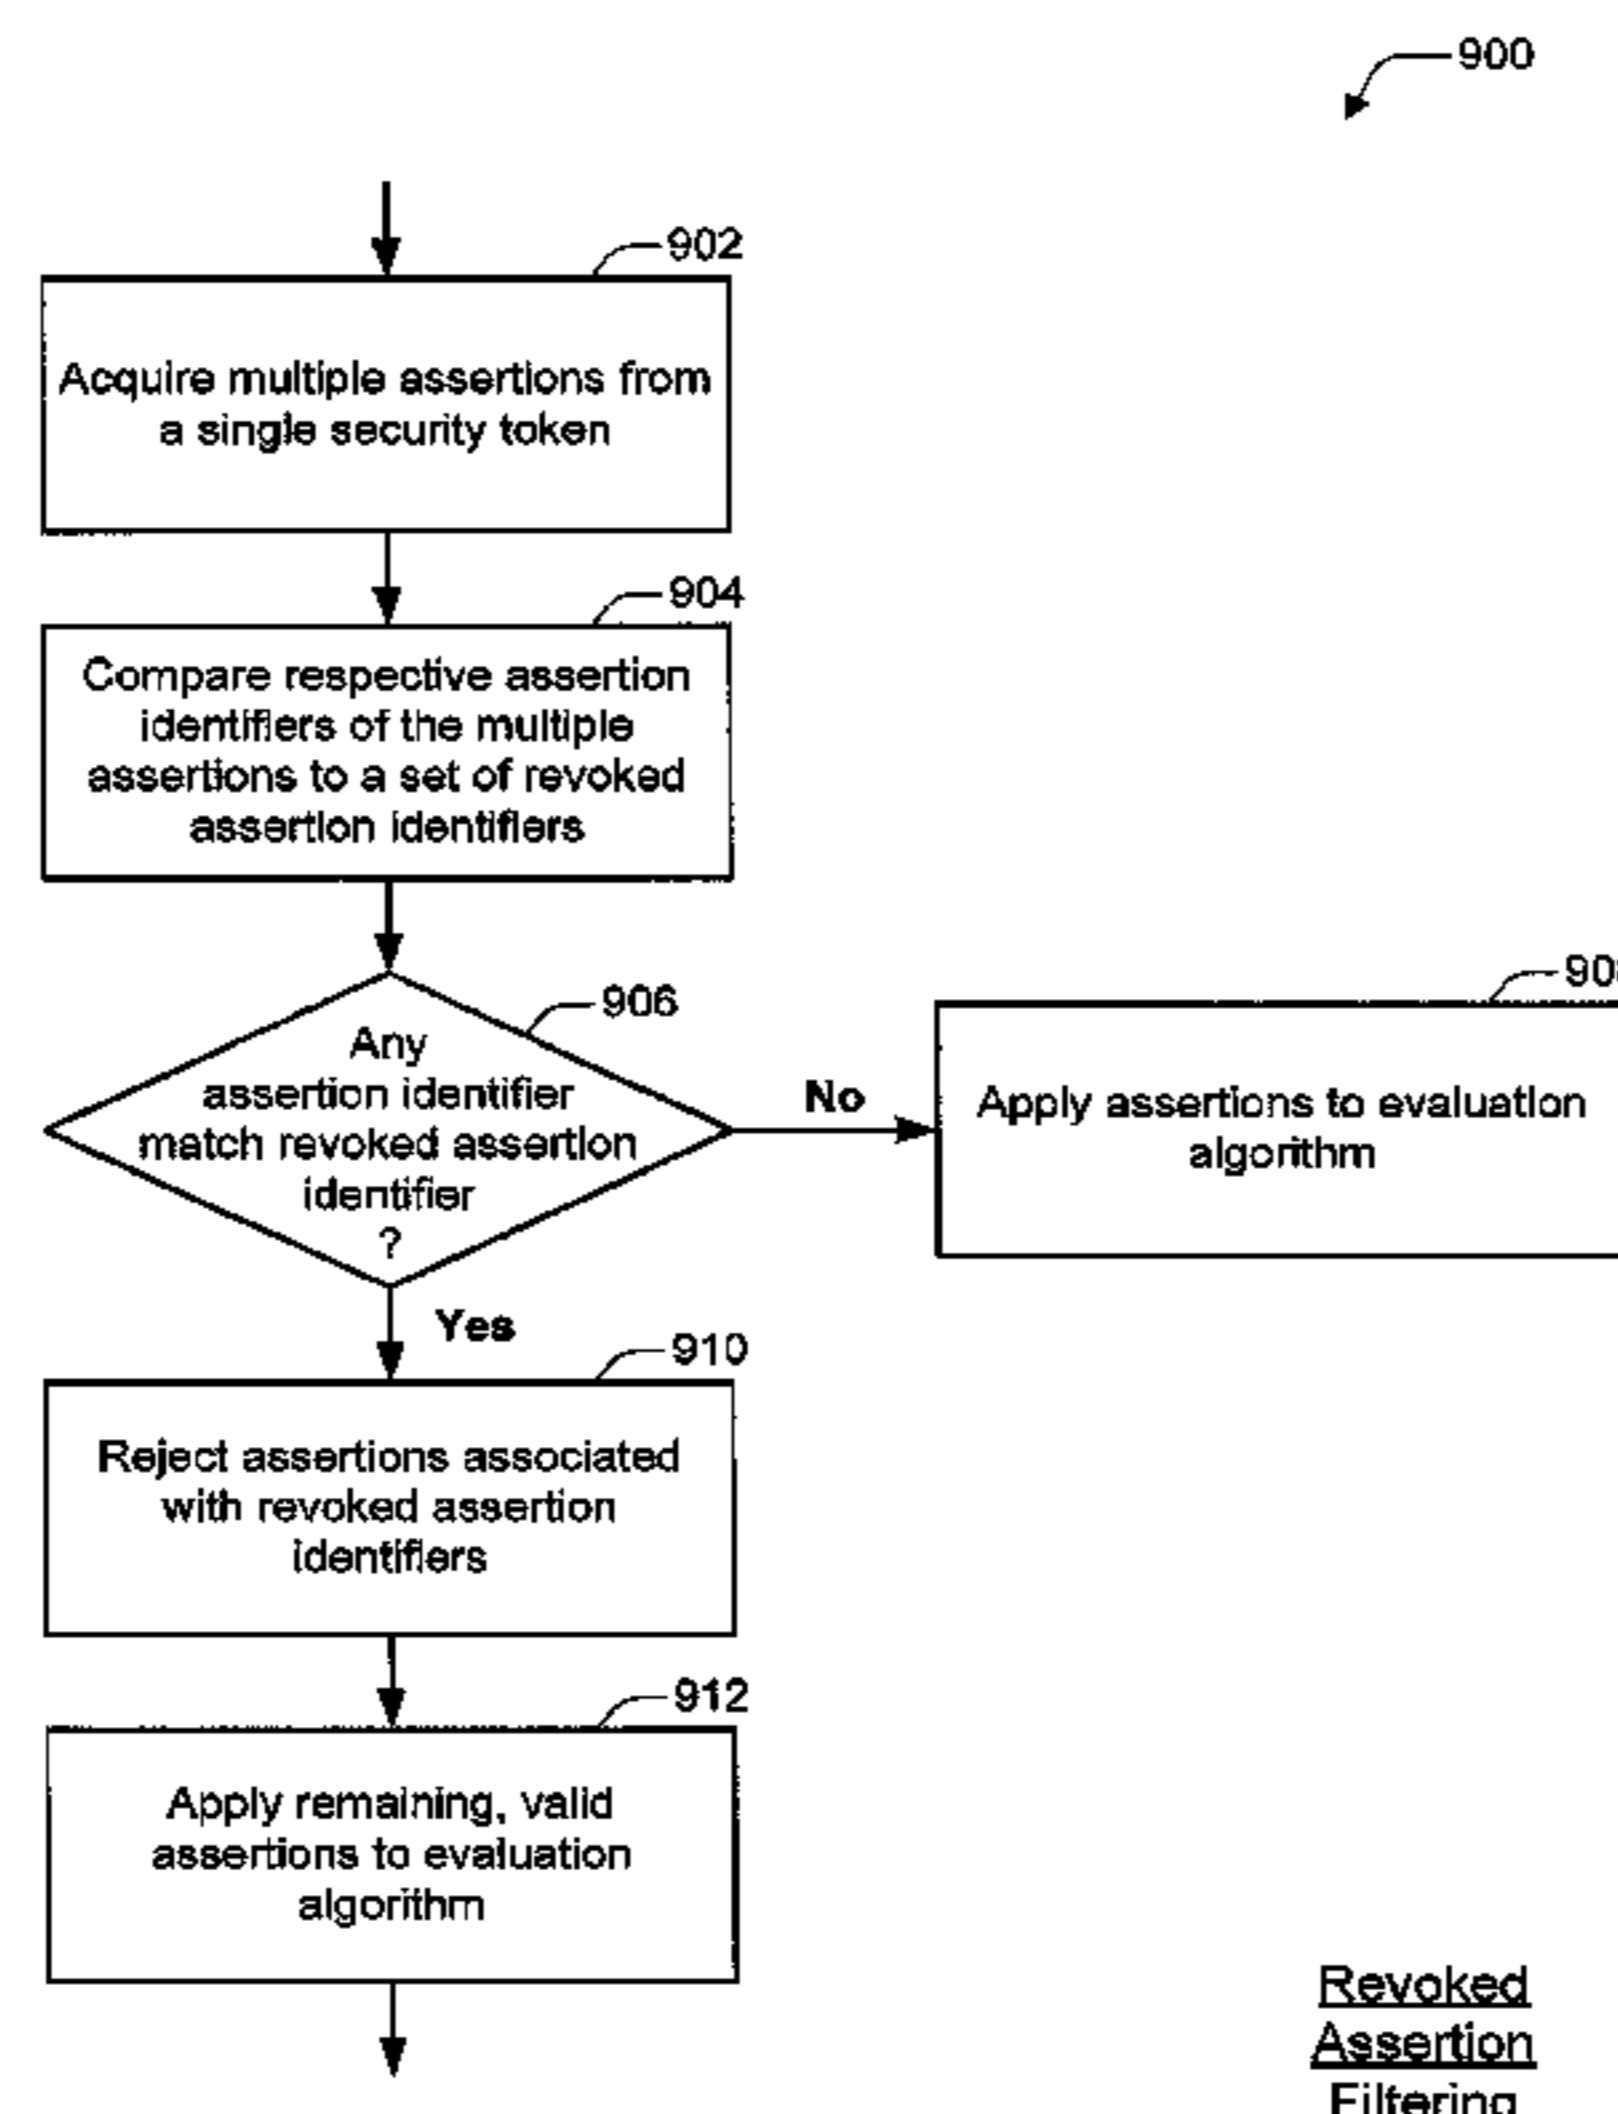 900
902
Acquire multiple assertions from
a single security token
904
Compare respective assertion
identifiers of the multiple
assertions to a set of revoked
assertion identifiers
906
Any
assertion identifier
match revoked assertion
identifier
?
No
Apply assertions to evaluation
algorithm
Yes
910
Reject assertions associated
with revoked assertion
identifiers
912
Apply remaining, valid
assertions to evaluation
algorithm
Revoked
Assertion
Filtering